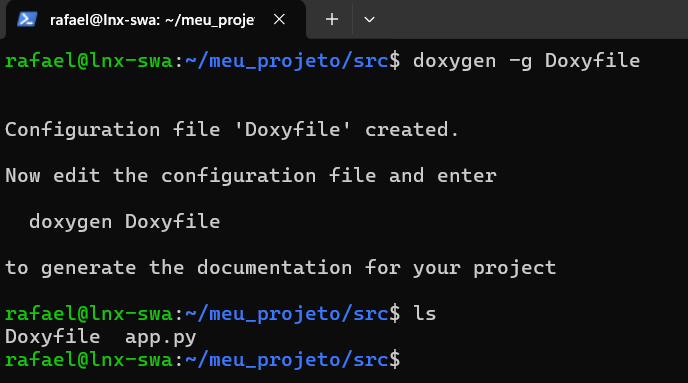 rafael@lnx-swa: ~/meu_proje
rafael@lnx-swa:~/meu_projeto/src$ doxygen -g Doxyfile
Configuration file 'Doxyfile' created.
Now edit the configuration file and enter
doxygen Doxyfile
to generate the documentation for your project
rafael@lnx-swa:~/meu_projeto/src$ ls
Doxyfile  app.py
rafael@lnx-swa:~/meu_projeto/src$